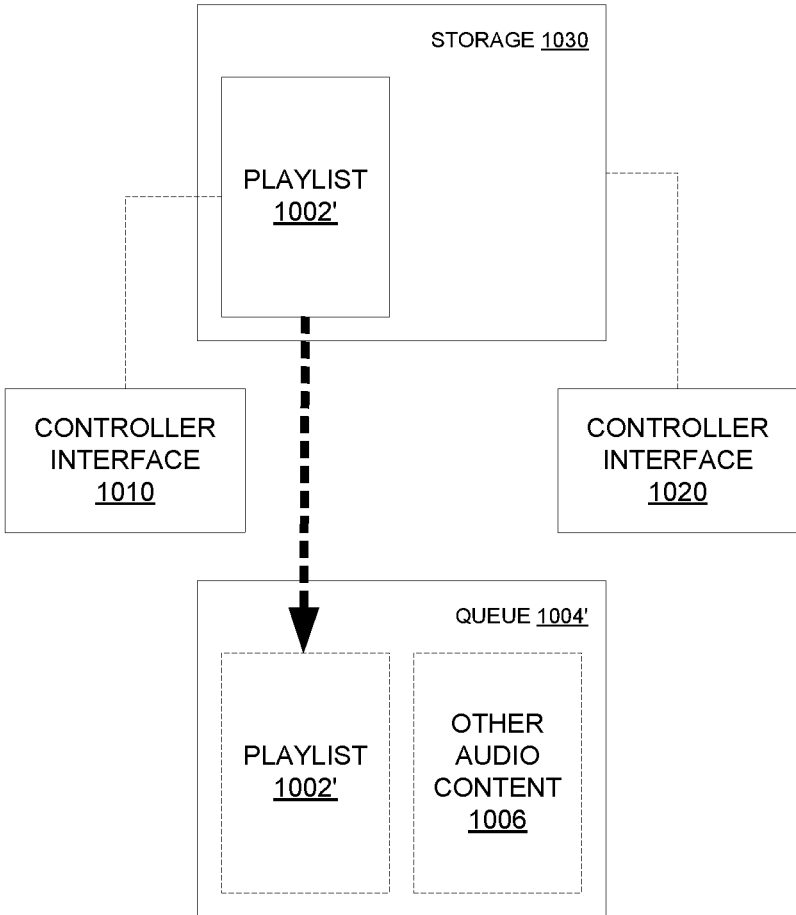 STORAGE 1030
PLAYLIST
1002'
CONTROLLER
INTERFACE
1010
CONTROLLER
INTERFACE
1020
QUEUE 1004'
PLAYLIST
1002'
OTHER
AUDIO
CONTENT
1006